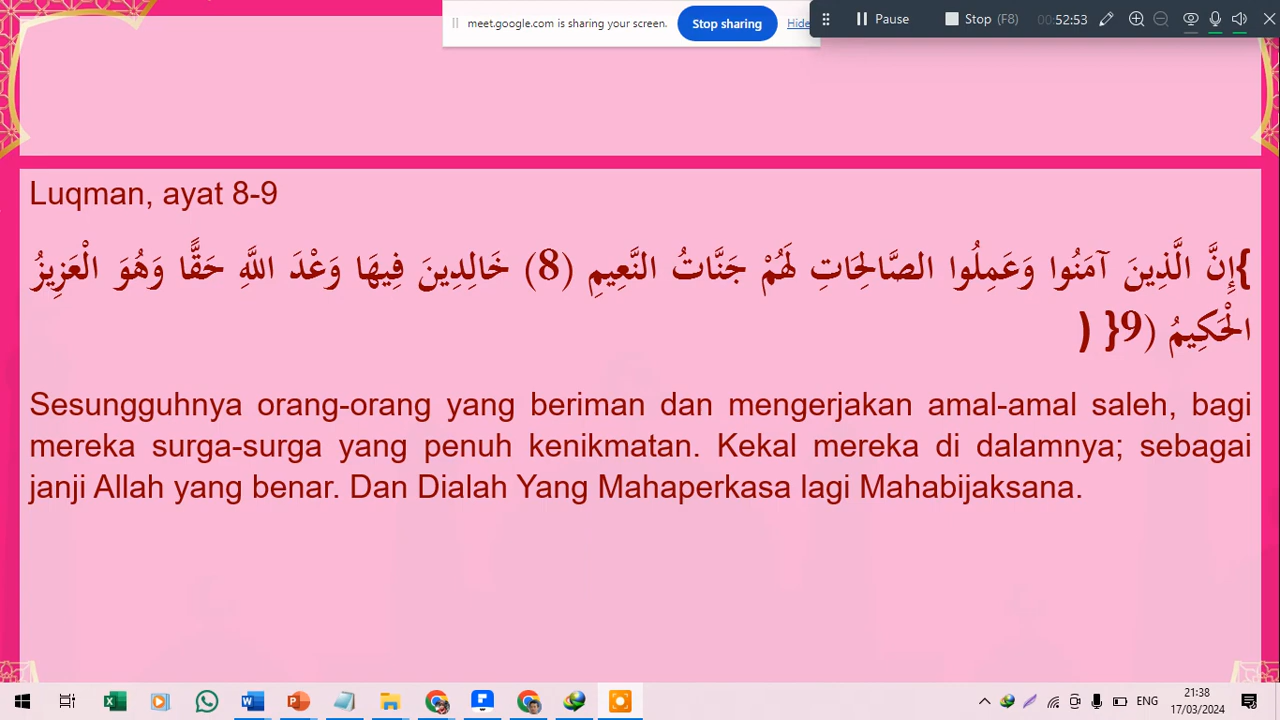 meet.google.com is sharing your screen.
Stop sharing
Hide
Pause
Stop (F8)
00:52:53
Luqman, ayat 8-9
}إِنَّ الَّذِينَ آمَنُوا وَعَمِلُوا الصَّالِحَاتِ لَهُمْ جَنَّاتُ النَّعِيمِ (8) خَالِدِينَ فِيهَا وَعْدَ اللَّهِ حَقًّا وَهُوَ الْعَزِيزُ
الْحَكِيمُ (9{ (
Sesungguhnya orang-orang yang beriman dan mengerjakan amal-amal saleh, bagi
mereka surga-surga yang penuh kenikmatan. Kekal mereka di dalamnya; sebagai
janji Allah yang benar. Dan Dialah Yang Mahaperkasa lagi Mahabijaksana.
ENG
21:38
17/03/2024